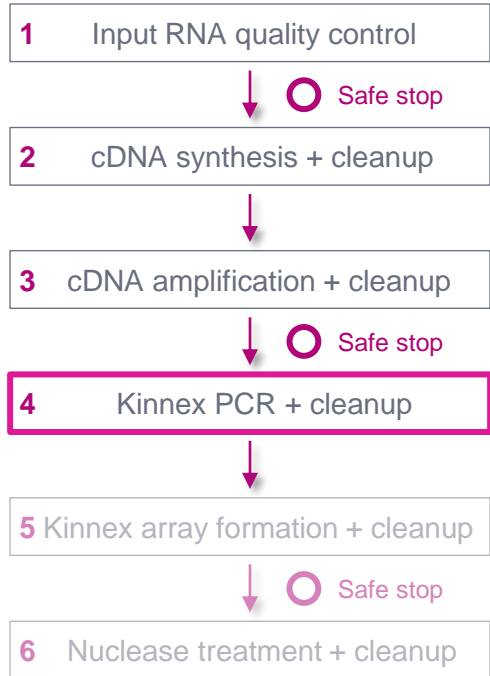 1 Input RNA quality control
Safe stop
2 cDNA synthesis + cleanup
3 cDNA amplification + cleanup
Safe stop
4 Kinnex PCR + cleanup
5 Kinnex array formation + cleanup
Safe stop
6 Nuclease treatment + cleanup